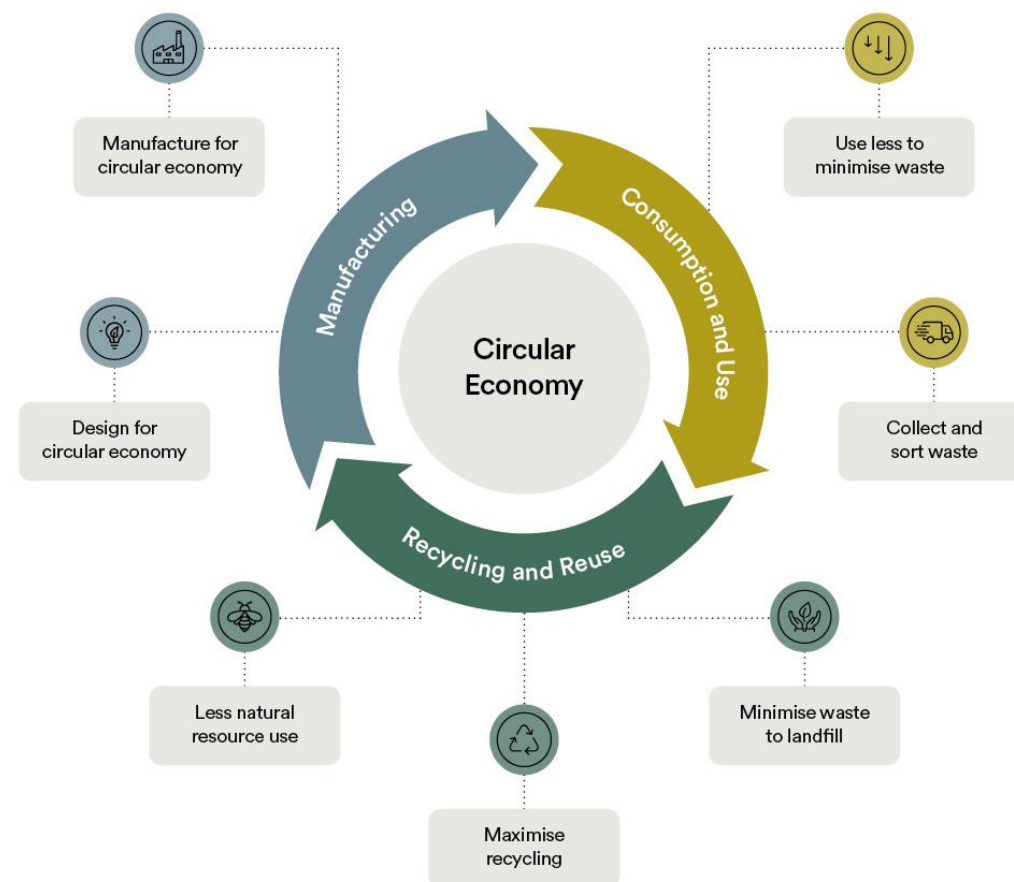 Manufacture for
circular economy
Use less to
minimise waste
Manufacturing
Consumption and Use
Circular
Economy
Design for
circular economy
Collect and
sort waste
Recycling and Reuse
Less natural
resource use
Minimise waste
to landfill
Maximise
recycling